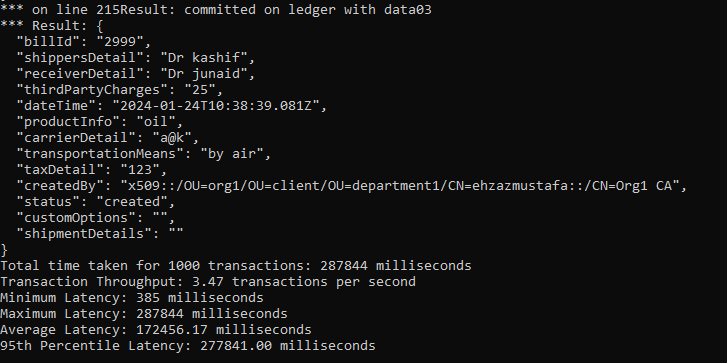 *** on line 215Result: committed on ledger with data03
*** Result: {
  "billId": "2999",
  "shippersDetail": "Dr kashif",
  "receiverDetail": "Dr junaid",
  "thirdPartyCharges": "25",
  "dateTime": "2024-01-24T10:38:39.081Z",
  "productInfo": "oil",
  "carrierDetail": "a@k",
  "transportationMeans": "by air",
  "taxDetail": "123",
  "createdBy": "x509::/OU=org1/OU=client/OU=department1/CN=ehzazmustafa::/CN=Org1 CA",
  "status": "created",
  "customOptions": "",
  "shipmentDetails": ""
}
Total time taken for 1000 transactions: 287844 milliseconds
Transaction Throughput: 3.47 transactions per second
Minimum Latency: 385 milliseconds
Maximum Latency: 287844 milliseconds
Average Latency: 172456.17 milliseconds
95th Percentile Latency: 277841.00 milliseconds